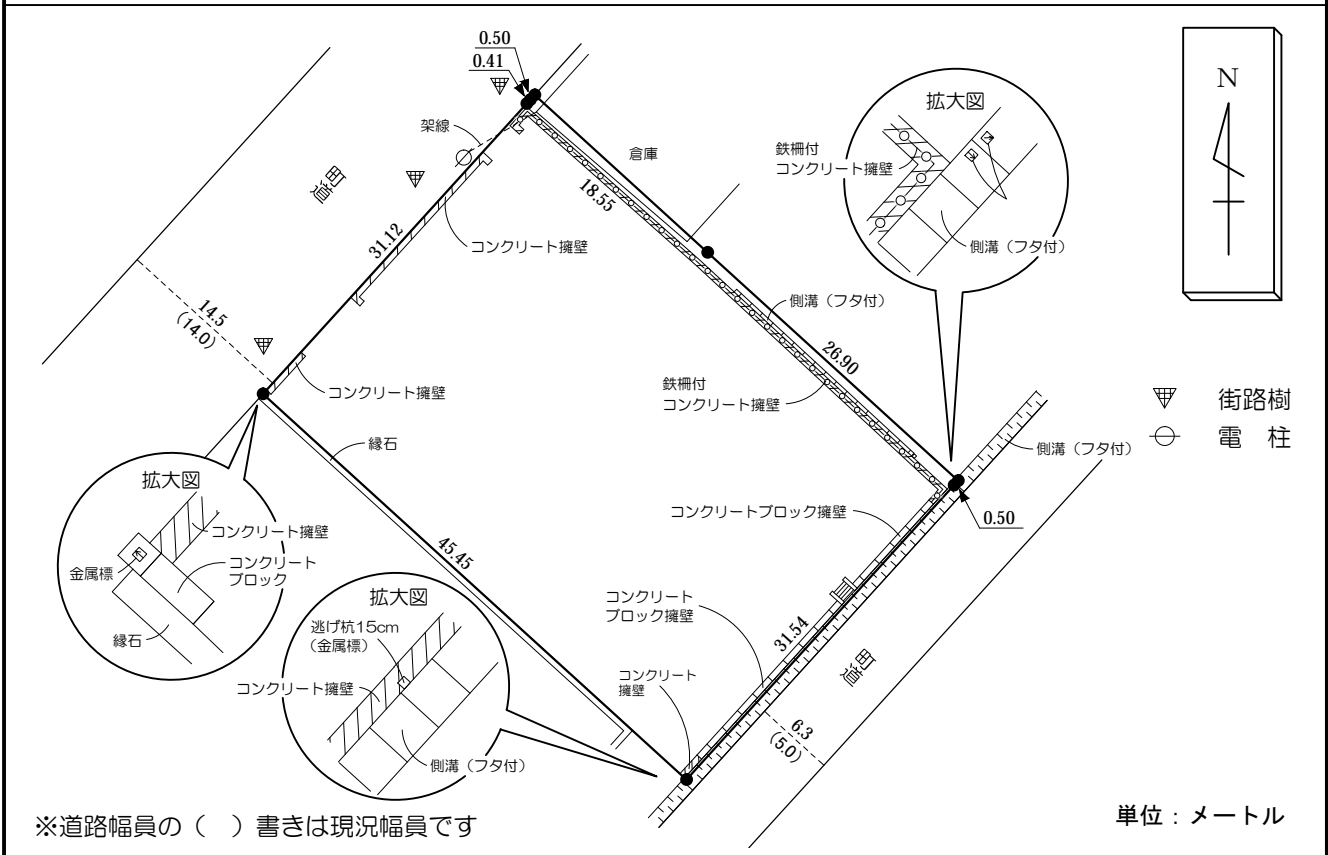 0.50
0.41
架線
倉庫
18.55
町道
31.12
コンクリート擁壁
14.5
(14.0)
コンクリート擁壁
拡大図
鉄柵付
コンクリート擁壁
側溝（フタ付）
N
側溝（フタ付）
26.90
鉄柵付
コンクリート擁壁
街路樹
電　柱
側溝（フタ付）
縁石
拡大図
コンクリート擁壁
金属標
コンクリート
ブロック
縁石
45.45
コンクリートブロック擁壁
0.50
拡大図
逃げ杭15cm
（金属標）
コンクリート擁壁
側溝（フタ付）
コンクリート
ブロック擁壁
31.54
コンクリート
擁壁
町道
6.3
(5.0)
※道路幅員の（　）書きは現況幅員です
単位：メートル